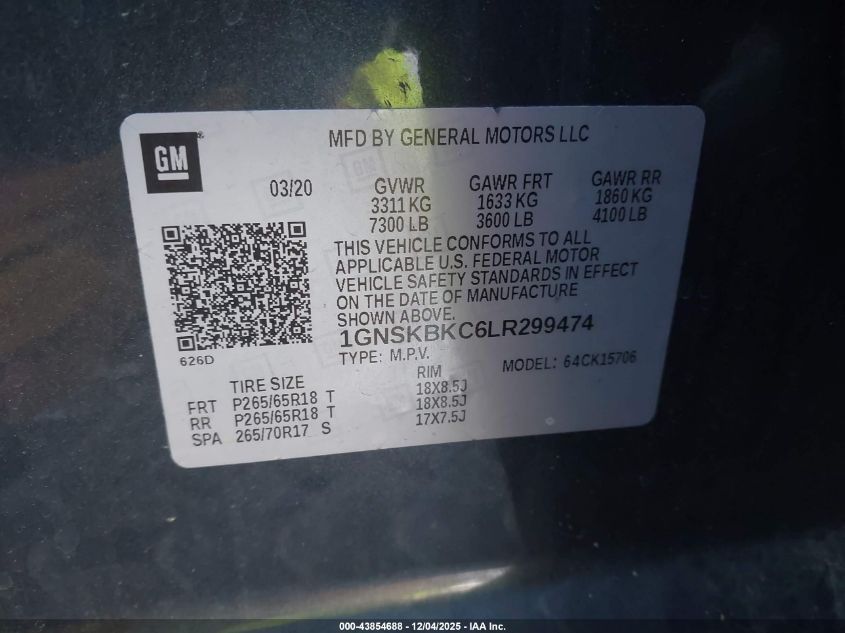 MFD BY GENERAL MOTORS LLC
GM
03/20
GVWR
3311 KG
7300 LB
GAWR FRT
1633 KG
3600 LB
GAWR RR
1860 KG
4100 LB
THIS VEHICLE CONFORMS TO ALL
APPLICABLE U.S. FEDERAL MOTOR
VEHICLE SAFETY STANDARDS IN EFFECT
ON THE DATE OF MANUFACTURE
SHOWN ABOVE.
1GNSKBKC6LR299474
TYPE: M.P.V.
MODEL: 64CK15706
626D
TIRE SIZE RIM
FRT P265/65R18 T 18X8.5J
RR P265/65R18 T 18X8.5J
SPA 265/70R17 S 17X7.5J
000-43854688 - 12/04/2025 - IAA Inc.